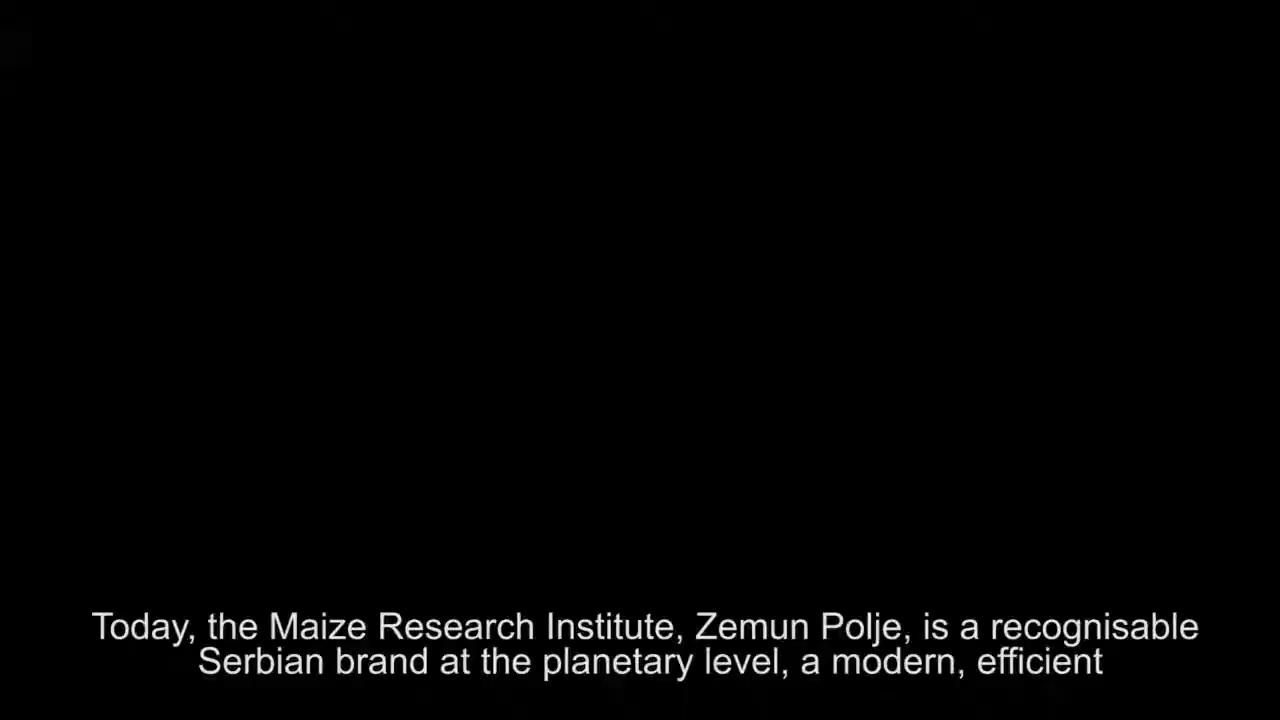 Today, the Maize Research Institute, Zemun Polje, is a recognisable
Serbian brand at the planetary level, a modern, efficient